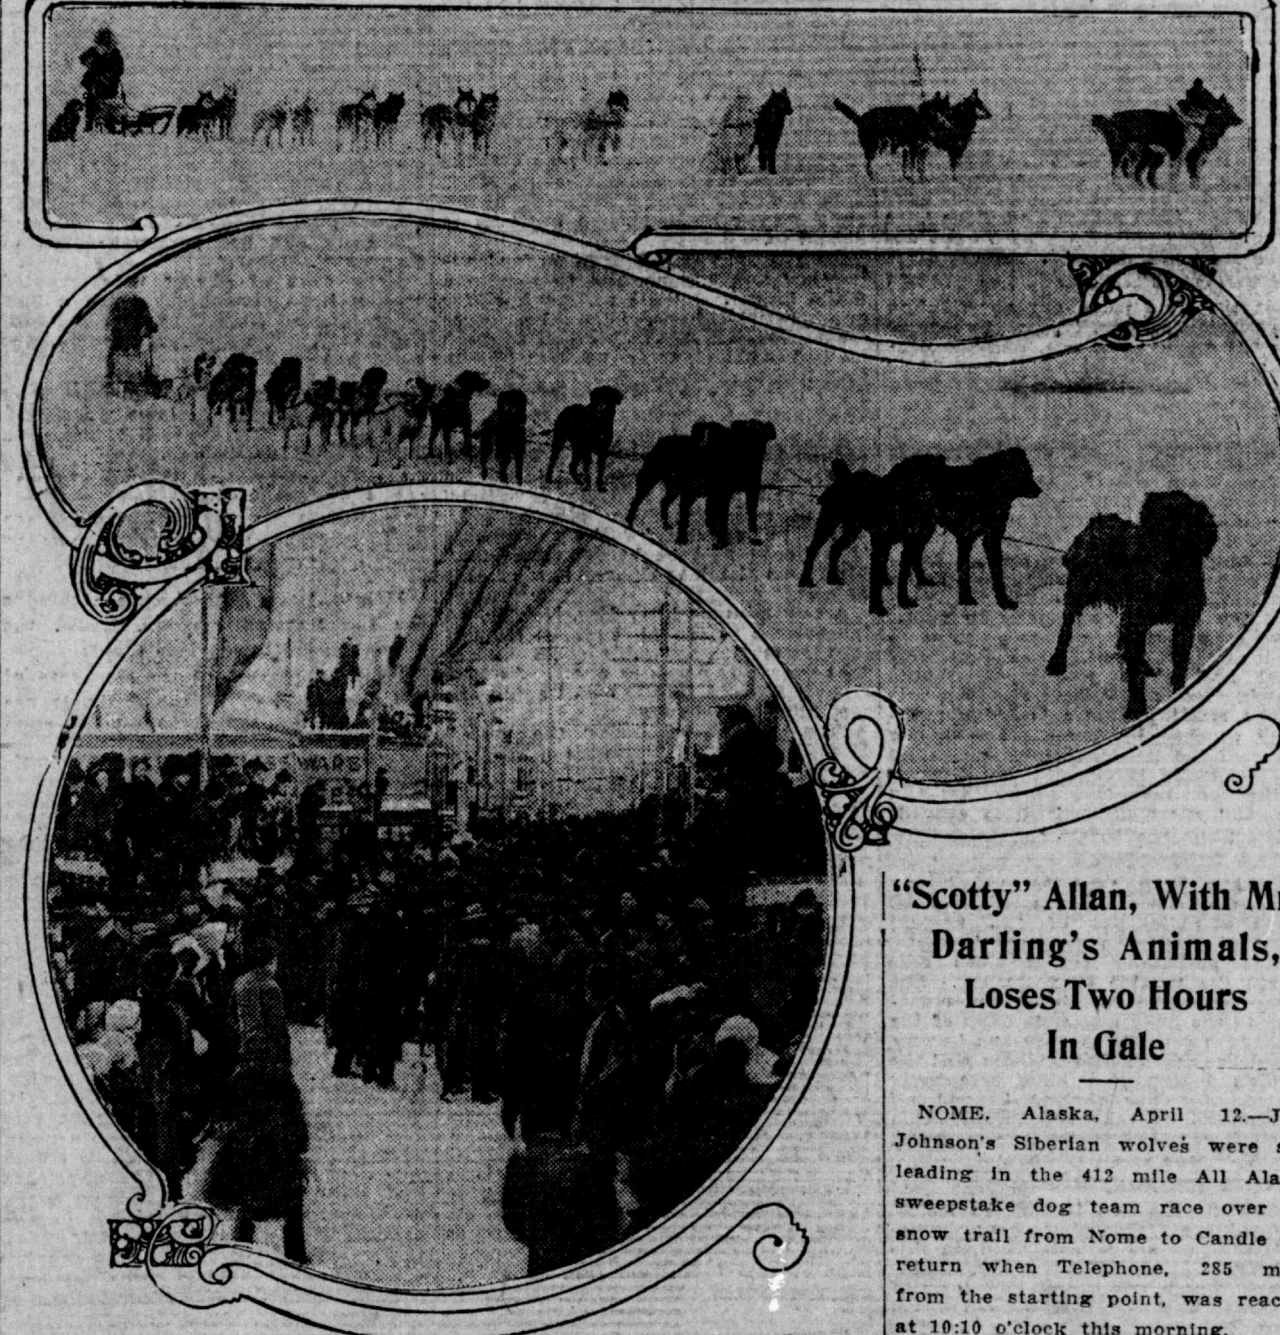 WARE
"Scotty" Allan, With
Darling's Animals,
Loses Two Hours
In Gale
NOME, Alaska, April 12.—J
Johnson's Siberian wolves were
leading in the 412 mile All Ala
sweepstake dog team race over
snow trail from Nome to Candle
return when Telephone, 285 m
from the starting point, was reac
at 10:10 o'clock this morning.